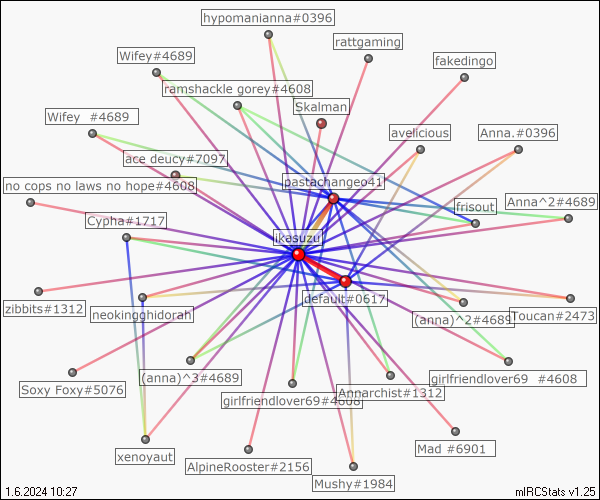 hypomanianna#0396
rattgaming
Wifey#4689
fakedingo
ramshackle gorey#4608
Skalman
Wifey  #4689
avelicious
Anna.#0396
ace deucy#7097
pastachangeo41
no cops no laws no hope#4608
Anna^2#4689
frisout
Cypha#1717
ikasuzu
default#0617
zibbits#1312
neokingghidorah
(anna)^2#4689
Toucan#2473
(anna)^3#4689
girlfriendlover69  #4608
Soxy Foxy#5076
Annarchist#1312
girlfriendlover69#4608
Mad #6901
xenoyaut
AlpineRooster#2156
Mushy#1984
1.6.2024 10:27
mIRCStats v1.25